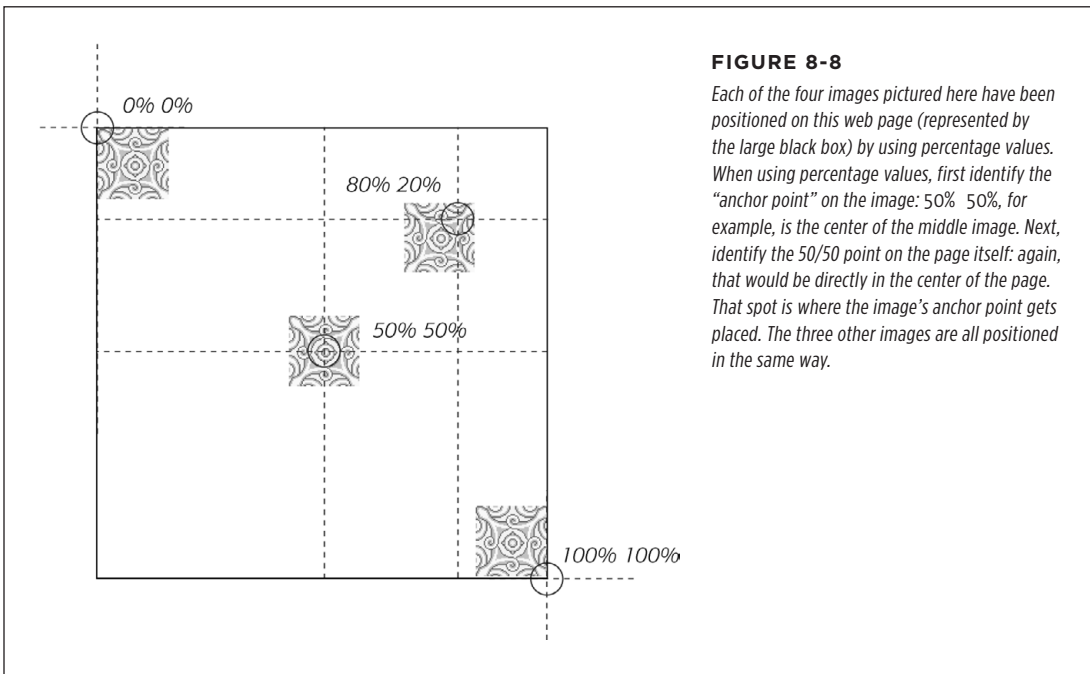 0% 0%
80% 20%
50% 50%
100% 100%
FIGURE 8-8
Each of the four images pictured here have been
positioned on this web page (represented by
the large black box) by using percentage values.
When using percentage values, first identify the
“anchor point” on the image: 50% 50%, for
example, is the center of the middle image. Next,
identify the 50/50 point on the page itself: again,
that would be directly in the center of the page.
That spot is where the image’s anchor point gets
placed. The three other images are all positioned
in the same way.